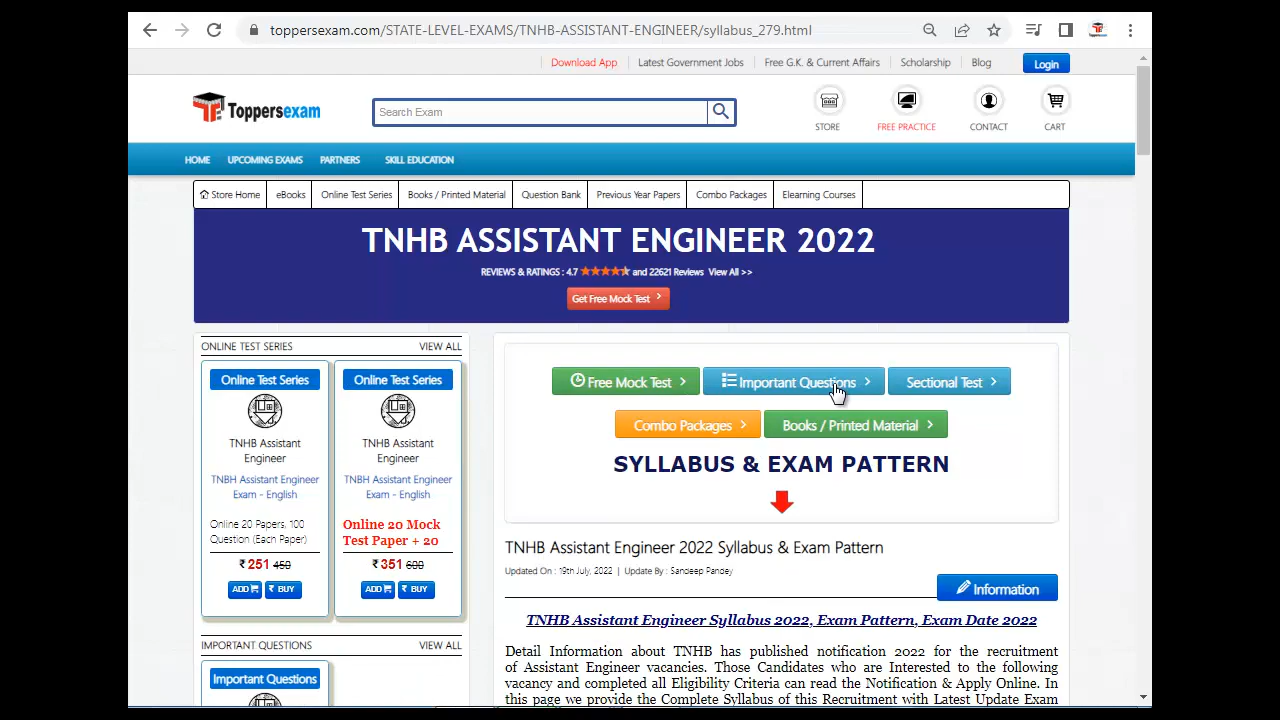 toppersexam.com/STATE-LEVEL-EXAMS/TNHB-ASSISTANT-ENGINEER/syllabus_279.html
Download App Latest Government Jobs Free G.K. & Current Affairs Scholarship Blog Login
Toppersexam
Search Exam
STORE FREE PRACTICE CONTACT CART
HOME UPCOMING EXAMS PARTNERS SKILL EDUCATION
Store Home eBooks Online Test Series Books / Printed Material Question Bank Previous Year Papers Combo Packages Elearning Courses
TNHB ASSISTANT ENGINEER 2022
REVIEWS & RATINGS : 4.7 and 22621 Reviews View All >>
Get Free Mock Test
ONLINE TEST SERIES VIEW ALL
Online Test Series
TNHB Assistant
Engineer
TNBH Assistant Engineer
Exam - English
Online 20 Papers, 100
Question (Each Paper)
₹ 251 450
ADD ₹ BUY
Online Test Series
TNHB Assistant
Engineer
TNBH Assistant Engineer
Exam - English
Online 20 Mock
Test Paper + 20
₹ 351 600
ADD ₹ BUY
IMPORTANT QUESTIONS VIEW ALL
Important Questions
Free Mock Test Important Questions Sectional Test
Combo Packages Books / Printed Material
SYLLABUS & EXAM PATTERN
TNHB Assistant Engineer 2022 Syllabus & Exam Pattern
Updated On : 19th July, 2022 | Update By : Sandeep Pandey
Information
TNHB Assistant Engineer Syllabus 2022, Exam Pattern, Exam Date 2022
Detail Information about TNHB has published notification 2022 for the recruitment
of Assistant Engineer vacancies. Those Candidates who are Interested to the following
vacancy and completed all Eligibility Criteria can read the Notification & Apply Online. In
this page we provide the Complete Syllabus of this Recruitment with Latest Update Exam